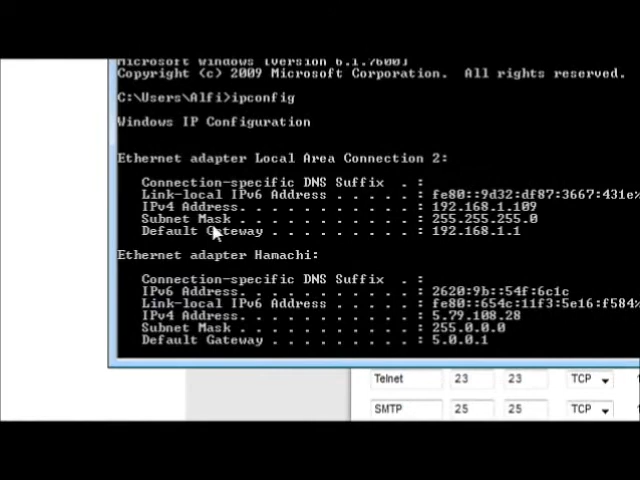 Microsoft Windows [Version 6.1.7600]
Copyright (c) 2009 Microsoft Corporation.  All rights reserved.
C:\Users\Alfi>ipconfig
Windows IP Configuration
Ethernet adapter Local Area Connection 2:
Connection-specific DNS Suffix  . :
Link-local IPv6 Address . . . . . : fe80::9d32:df87:3667:431e%
IPv4 Address. . . . . . . . . . . : 192.168.1.109
Subnet Mask . . . . . . . . . . . : 255.255.255.0
Default Gateway . . . . . . . . . : 192.168.1.1
Ethernet adapter Hamachi:
Connection-specific DNS Suffix  . :
IPv6 Address. . . . . . . . . . . : 2620:9b::54f:6c1c
Link-local IPv6 Address . . . . . : fe80::654c:11f3:5e16:f584%
IPv4 Address. . . . . . . . . . . : 5.79.108.28
Subnet Mask . . . . . . . . . . . : 255.0.0.0
Default Gateway . . . . . . . . . : 5.0.0.1
Telnet 23 23 TCP
SMTP 25 25 TCP